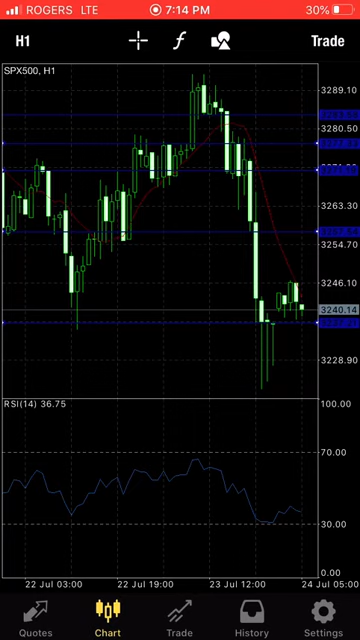 ROGERS LTE 7:14 PM 30%
H1 f Trade
SPX500, H1
3289.10
3280.50
3263.30
3254.70
3246.10
3240.14
3228.90
RSI(14) 36.75
100.00
70.00
30.00
0.00
22 Jul 03:00 22 Jul 19:00 23 Jul 12:00 24 Jul 05:00
Quotes Chart Trade History Settings